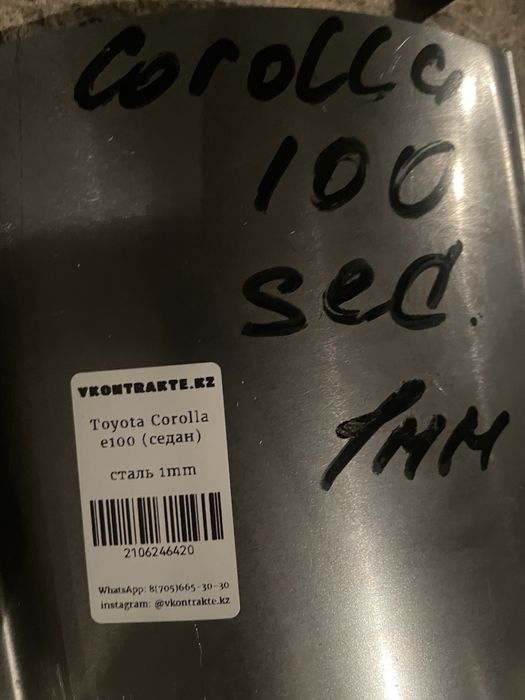 Corolla
100
sed.
1мм
VKONTRAKTE.KZ
Toyota Corolla
e100 (седан)
сталь 1mm
2106246420
WhatsApp: 8(705)665-30-30
instagram: @vkontrakte.kz